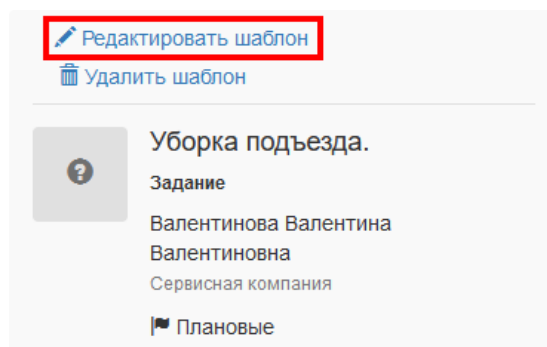 Редактировать шаблон
Удалить шаблон
Уборка подъезда.
Задание
Валентинова Валентина
Валентиновна
Сервисная компания
Плановые